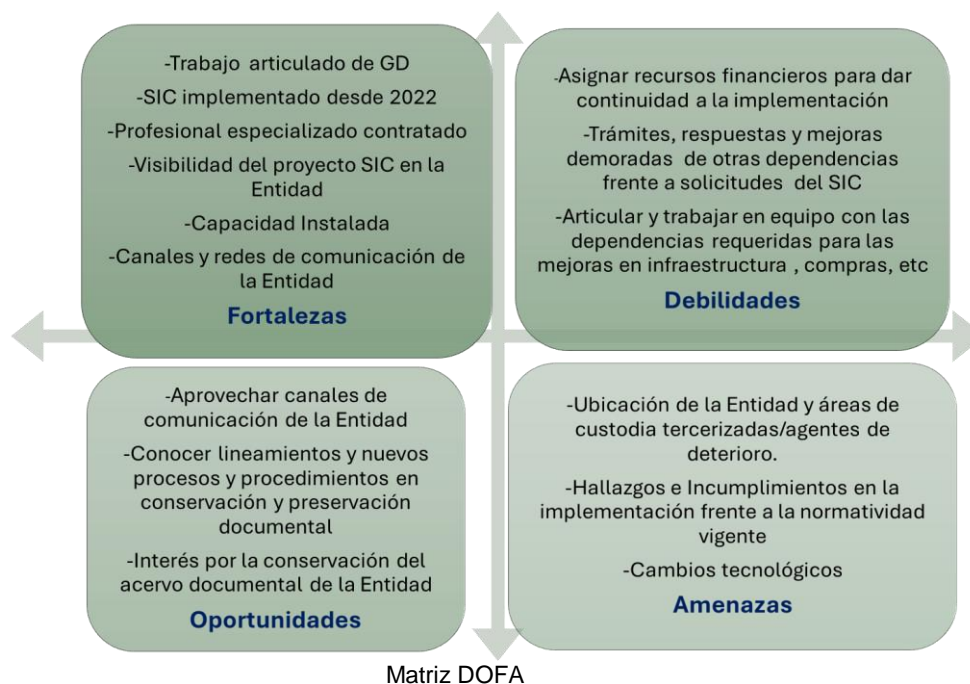 -Trabajo articulado de GD
-SIC implementado desde 2022
-Profesional especializado contratado
-Visibilidad del proyecto SIC en la
Entidad
-Capacidad Instalada
-Canales y redes de comunicación de
la Entidad
Fortalezas
-Asignar recursos financieros para dar
continuidad a la implementación
-Trámites, respuestas y mejoras
demoradas de otras dependencias
frente a solicitudes del SIC
-Articular y trabajar en equipo con las
dependencias requeridas para las
mejoras en infraestructura , compras, etc
Debilidades
-Aprovechar canales de
comunicación de la Entidad
-Conocer lineamientos y nuevos
procesos y procedimientos en
conservación y preservación
documental
-Interés por la conservación del
acervo documental de la Entidad
Oportunidades
-Ubicación de la Entidad y áreas de
custodia tercerizadas/agentes de
deterioro.
-Hallazgos e Incumplimientos en la
implementación frente a la normatividad
vigente
-Cambios tecnológicos
Amenazas
Matriz DOFA